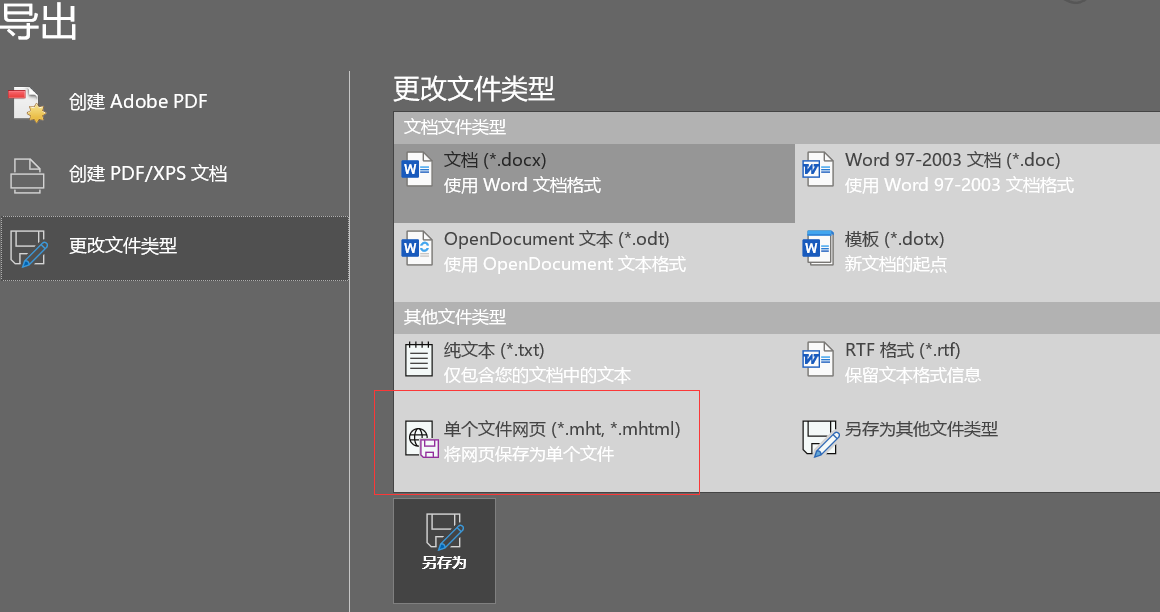 导出
创建 Adobe PDF
创建 PDF/XPS 文档
更改文件类型
更改文件类型
文档文件类型
文档 (*.docx)
使用 Word 文档格式
Word 97-2003 文档 (*.doc)
使用 Word 97-2003 文档格式
OpenDocument 文本 (*.odt)
使用 OpenDocument 文本格式
模板 (*.dotx)
新文档的起点
其他文件类型
纯文本 (*.txt)
仅包含您的文档中的文本
RTF 格式 (*.rtf)
保留文本格式信息
单个文件网页 (*.mht, *.mhtml)
将网页保存为单个文件
另存为其他文件类型
另存为